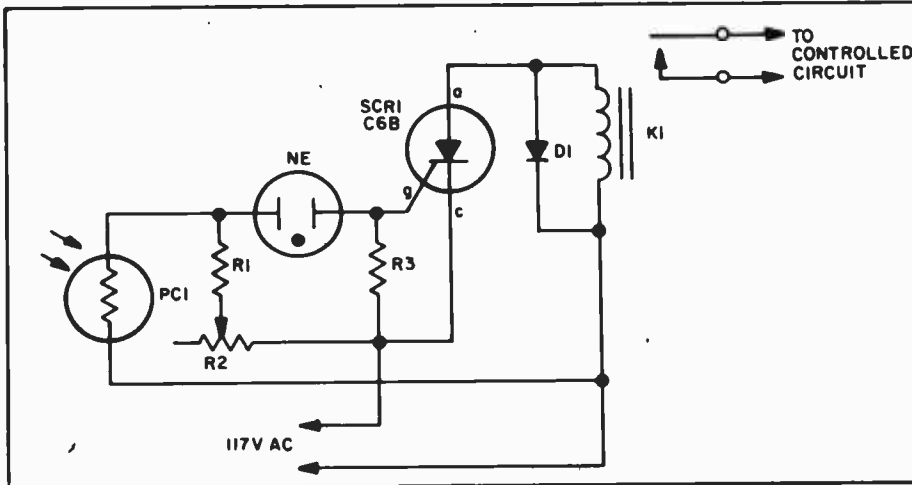 TO
CONTROLLED
CIRCUIT
SCR1
C6B
a
K1
D1
NE
g
c
R1
R3
PC1
R2
117V AC